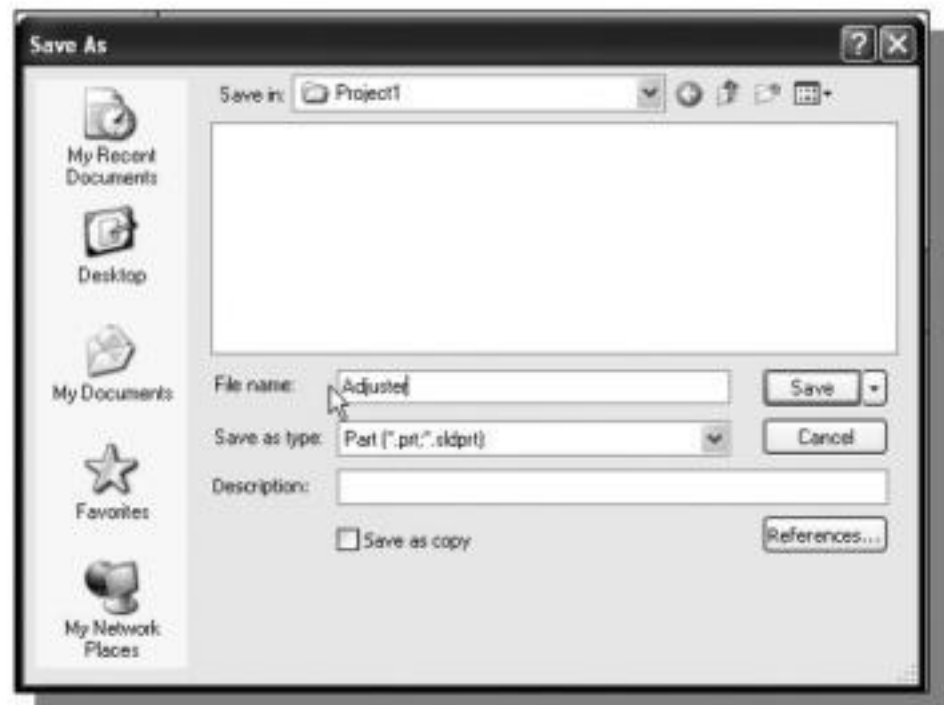 Save As
Save in: Project1
My Recent
Documents
Desktop
My Documents
Favorites
My Network
Places
File name: Adjuster
Save
Save as type: Part (*.prt;*.sldprt)
Cancel
Description:
Save as copy
References...